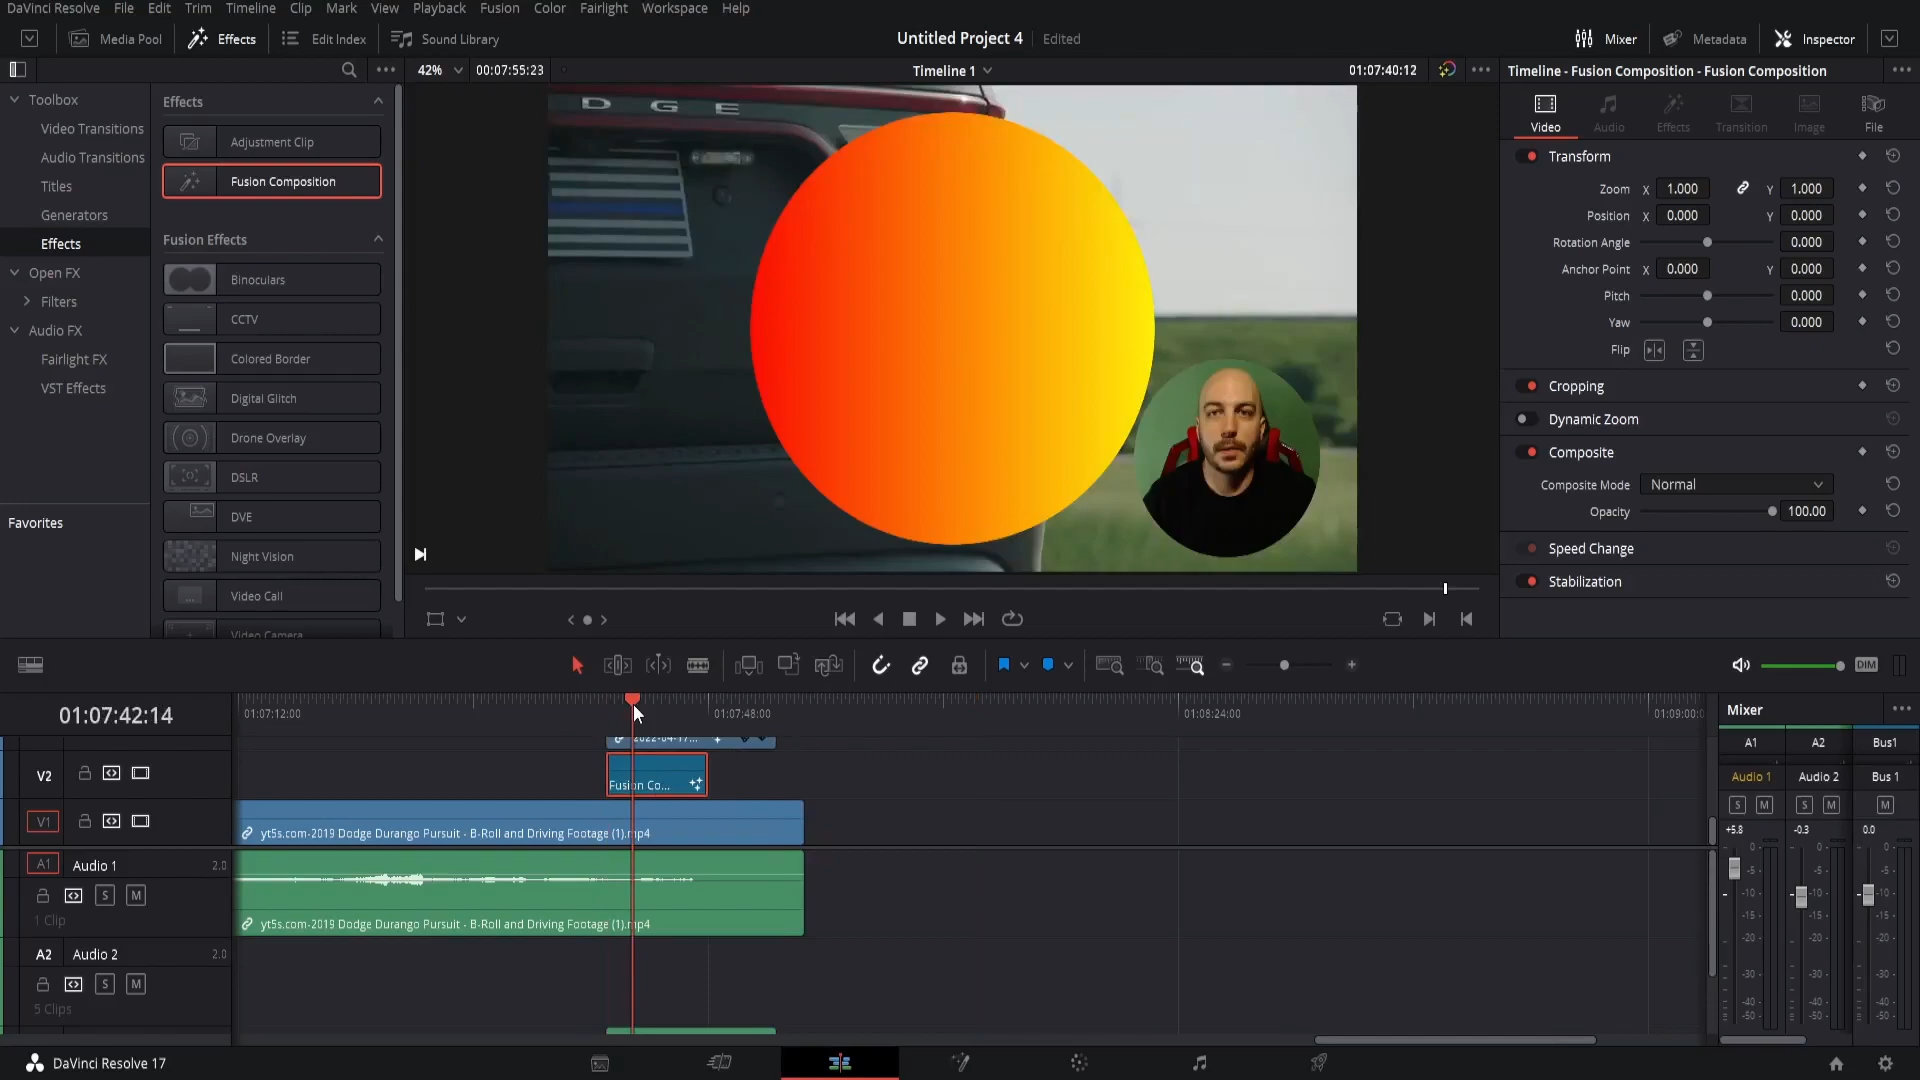 DaVinci Resolve File Edit Trim Timeline Clip Mark View Playback Fusion Color Fairlight Workspace Help
Media Pool Effects Edit Index Sound Library Untitled Project 4 Edited Mixer Metadata Inspector
42% 00:07:55:23 Timeline 1 01:07:40:12 Timeline - Fusion Composition - Fusion Composition
Toolbox
Video Transitions
Audio Transitions
Titles
Generators
Effects
Open FX
Filters
Audio FX
Fairlight FX
VST Effects
Favorites
Effects
Adjustment Clip
Fusion Composition
Fusion Effects
Binoculars
CCTV
Colored Border
Digital Glitch
Drone Overlay
DSLR
DVE
Night Vision
Video Call
Video Camera
D G E
Video Audio Effects Transition Image File
Transform
Zoom X 1.000 Y 1.000
Position X 0.000 Y 0.000
Rotation Angle 0.000
Anchor Point X 0.000 Y 0.000
Pitch 0.000
Yaw 0.000
Flip
Cropping
Dynamic Zoom
Composite
Composite Mode Normal
Opacity 100.00
Speed Change
Stabilization
DIM
01:07:42:14 01:07:12:00 01:07:48:00 01:08:24:00 01:09:00:0
2022-04-17...
V2 Fusion Co...
V1 yt5s.com-2019 Dodge Durango Pursuit - B-Roll and Driving Footage (1).mp4
A1 Audio 1 2.0
S M
1 Clip
yt5s.com-2019 Dodge Durango Pursuit - B-Roll and Driving Footage (1).mp4
A2 Audio 2 2.0
S M
5 Clips
Mixer
A1 A2 Bus1
Audio 1 Audio 2 Bus 1
S M S M M
+5.8 -0.3 0.0
0 0 0
-5 -5 -5
-10 -10 -10
-15 -15 -15
-20 -20 -20
-30 -30 -30
-40 -40 -40
-50 -50 -50
DaVinci Resolve 17